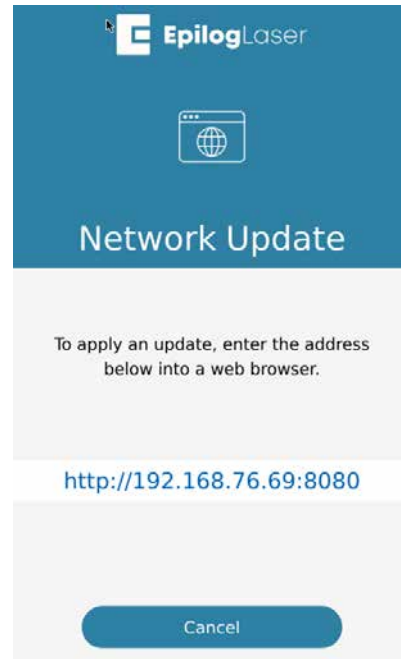 EpilogLaser
Network Update
To apply an update, enter the address
below into a web browser.
http://192.168.76.69:8080
Cancel